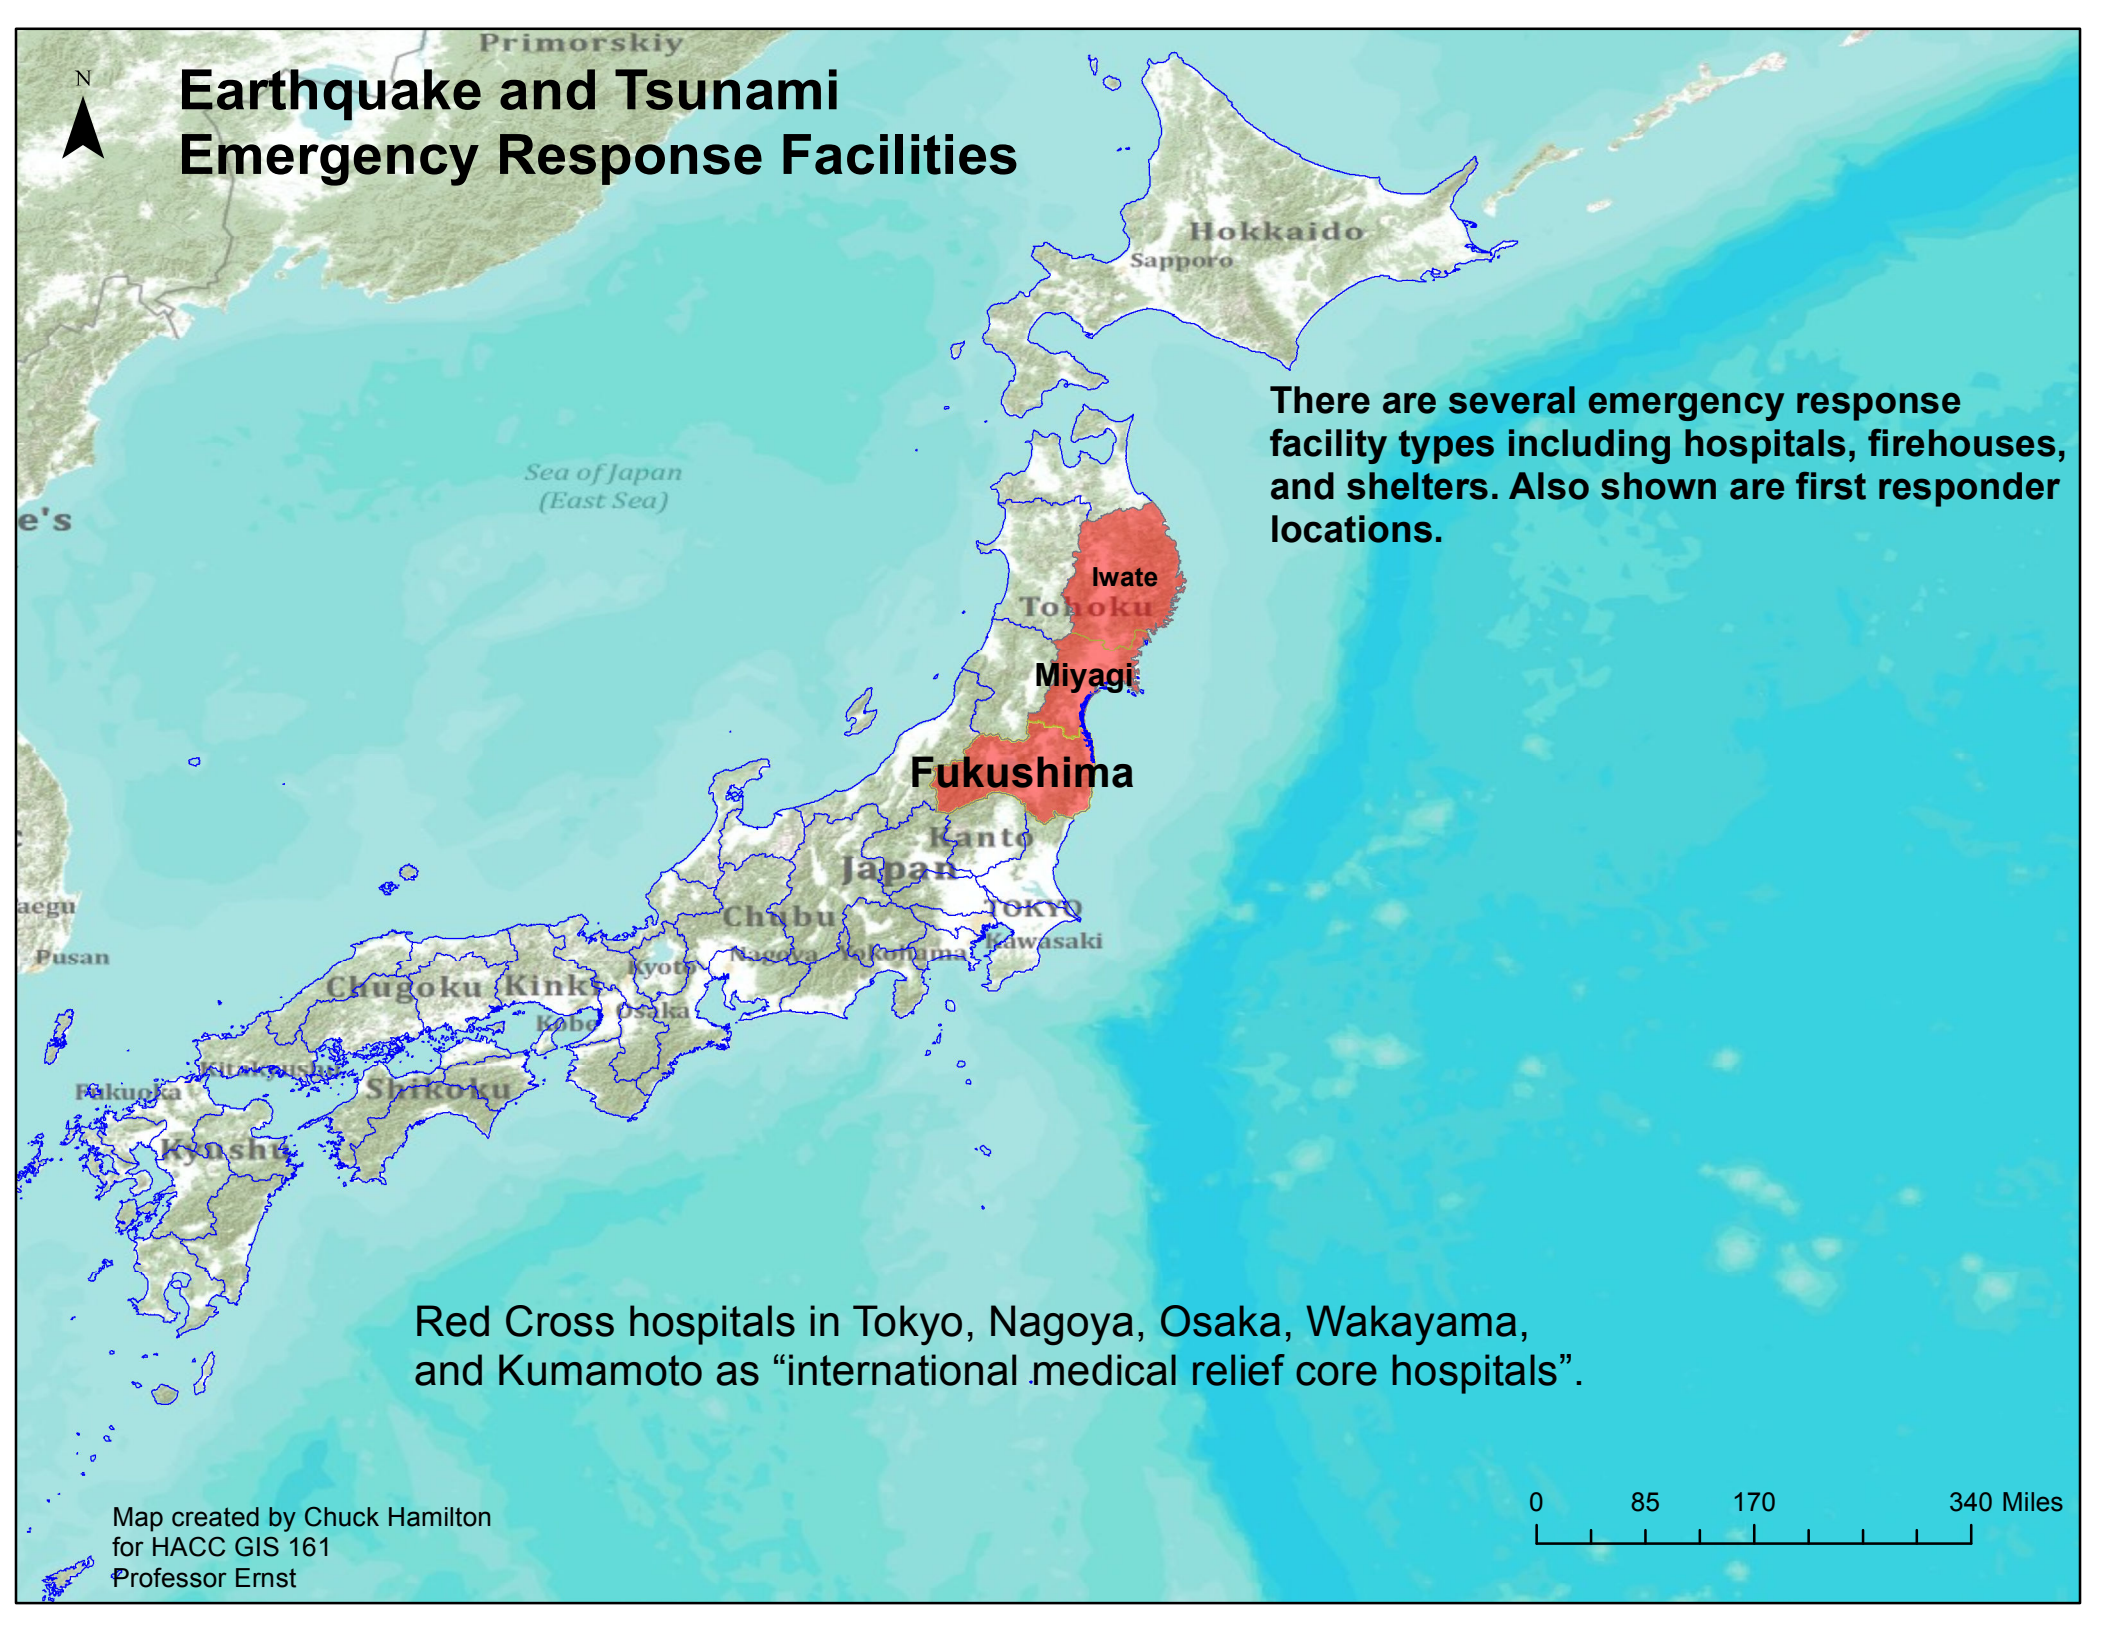 Primorskiy
N
Earthquake and Tsunami
Emergency Response Facilities
Hokkaido
Sapporo
There are several emergency response
facility types including hospitals, firehouses,
and shelters. Also shown are first responder
locations.
Sea of Japan
(East Sea)
e's
Iwate
Tohoku
Miyagi
Fukushima
Kanto
Japan
aegu
Chubu
TOKYO
Kawasaki
Nagoya
Yokohama
Pusan
Kyoto
Chugoku
Kinki
Osaka
Kobe
Kitakyushu
Fukuoka
Shikoku
Kyushu
Red Cross hospitals in Tokyo, Nagoya, Osaka, Wakayama,
and Kumamoto as “international medical relief core hospitals”.
0 85 170 340 Miles
Map created by Chuck Hamilton
for HACC GIS 161
Professor Ernst